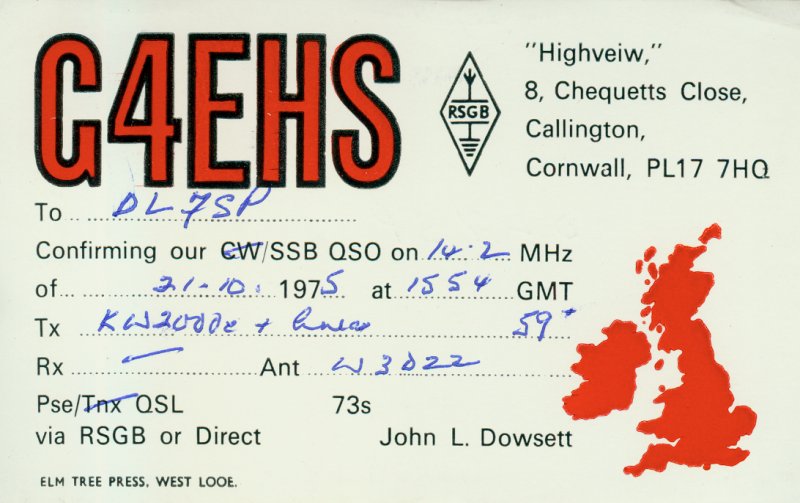 G4EHS
RSGB
"Highveiw,"
8, Chequetts Close,
Callington,
Cornwall, PL17 7HQ
To DL7SP
Confirming our CW/SSB QSO on 14.2 MHz
of 21-10. 1975 at 1554 GMT
Tx KW2000E + 59+
Rx Ant W3DZZ
Pse/Tnx QSL 73s
via RSGB or Direct John L. Dowsett
ELM TREE PRESS, WEST LOOE.